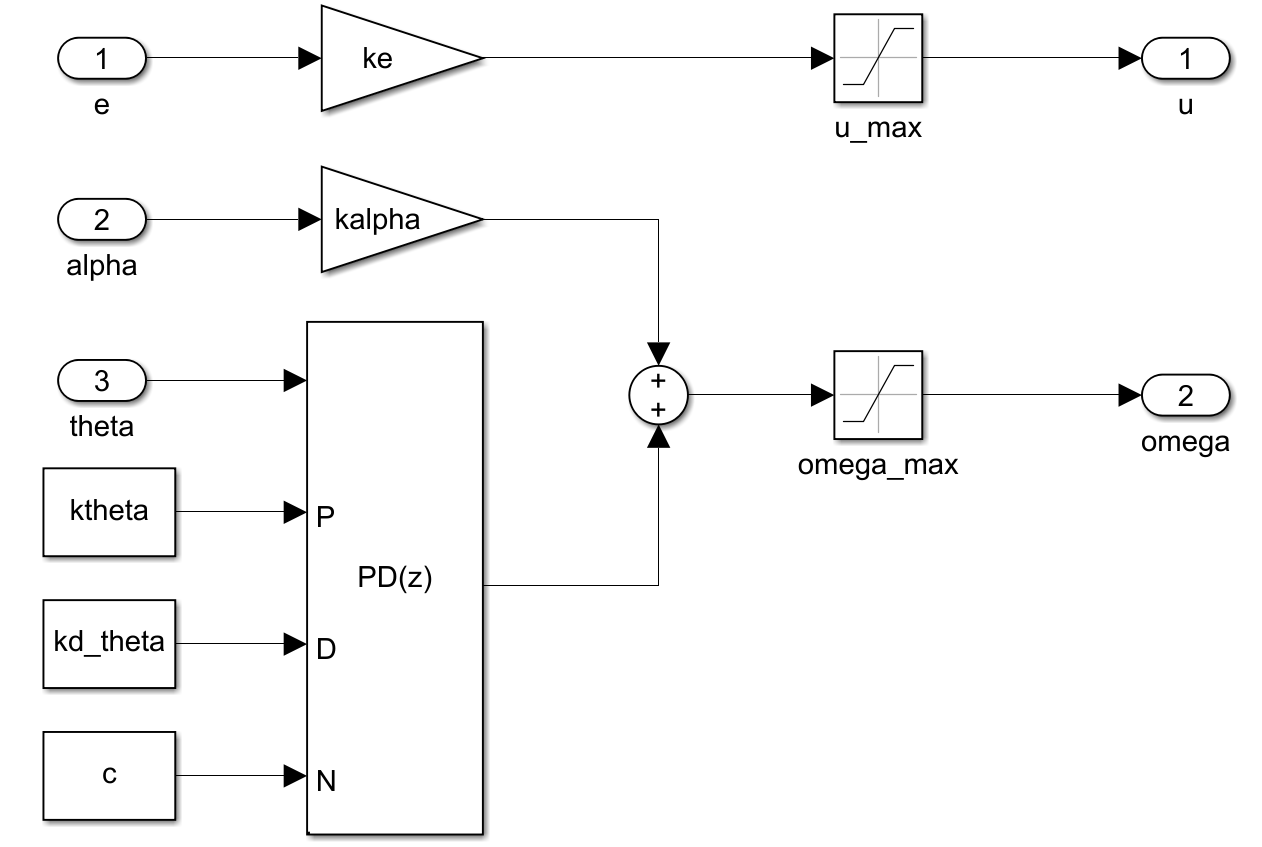 1
e
ke
u_max
1
u
2
alpha
kalpha
3
theta
+
+
omega_max
2
omega
ktheta
P
PD(z)
kd_theta
D
c
N